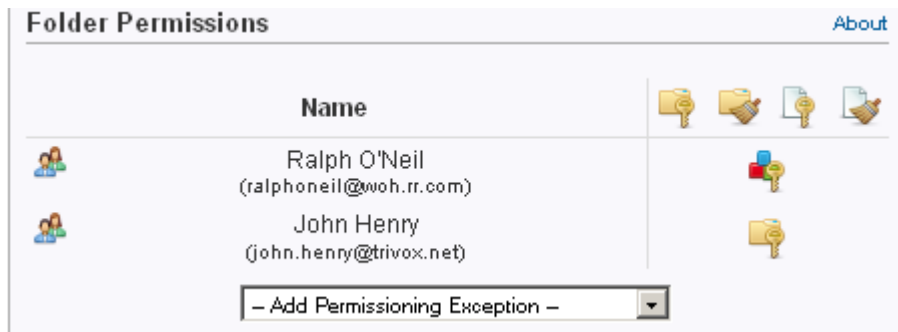 Folder Permissions About
Name
Ralph O'Neil
(ralphoneil@woh.rr.com)
John Henry
(john.henry@trivox.net)
– Add Permissioning Exception –